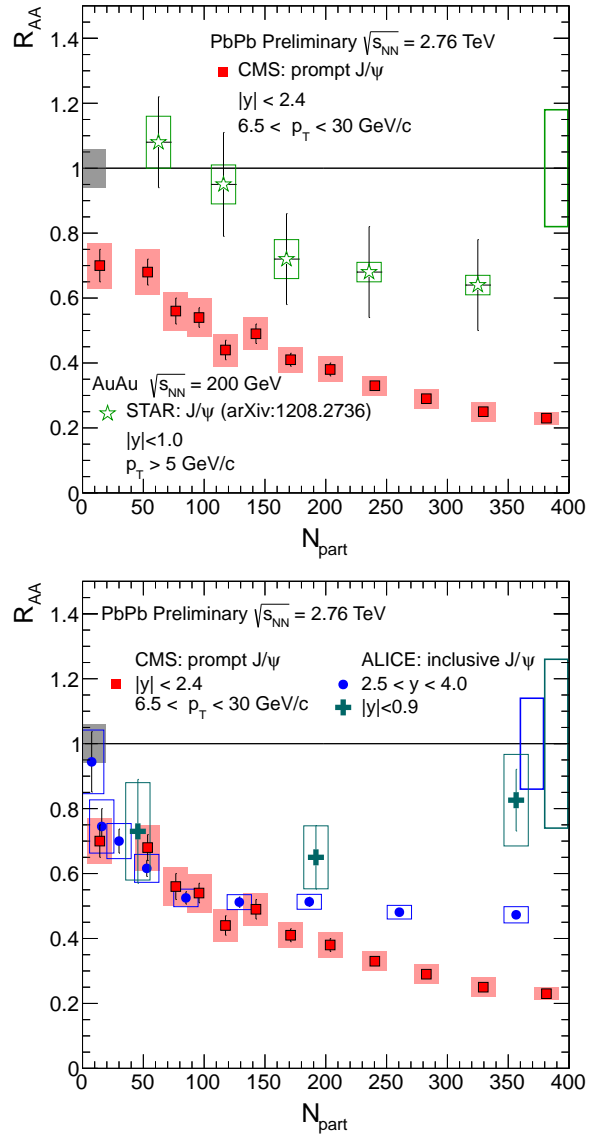 R_AA
1.4
PbPb Preliminary √s_NN = 2.76 TeV
CMS: prompt J/ψ
|y| < 2.4
6.5 < p_T < 30 GeV/c
1.2
1
0.8
0.6
0.4
AuAu √s_NN = 200 GeV
STAR: J/ψ (arXiv:1208.2736)
|y|<1.0
p_T > 5 GeV/c
0.2
0
0 50 100 150 200 250 300 350 400
N_part
R_AA
1.4
PbPb Preliminary √s_NN = 2.76 TeV
CMS: prompt J/ψ
|y| < 2.4
6.5 < p_T < 30 GeV/c
ALICE: inclusive J/ψ
2.5 < y < 4.0
|y|<0.9
1.2
1
0.8
0.6
0.4
0.2
0
0 50 100 150 200 250 300 350 400
N_part